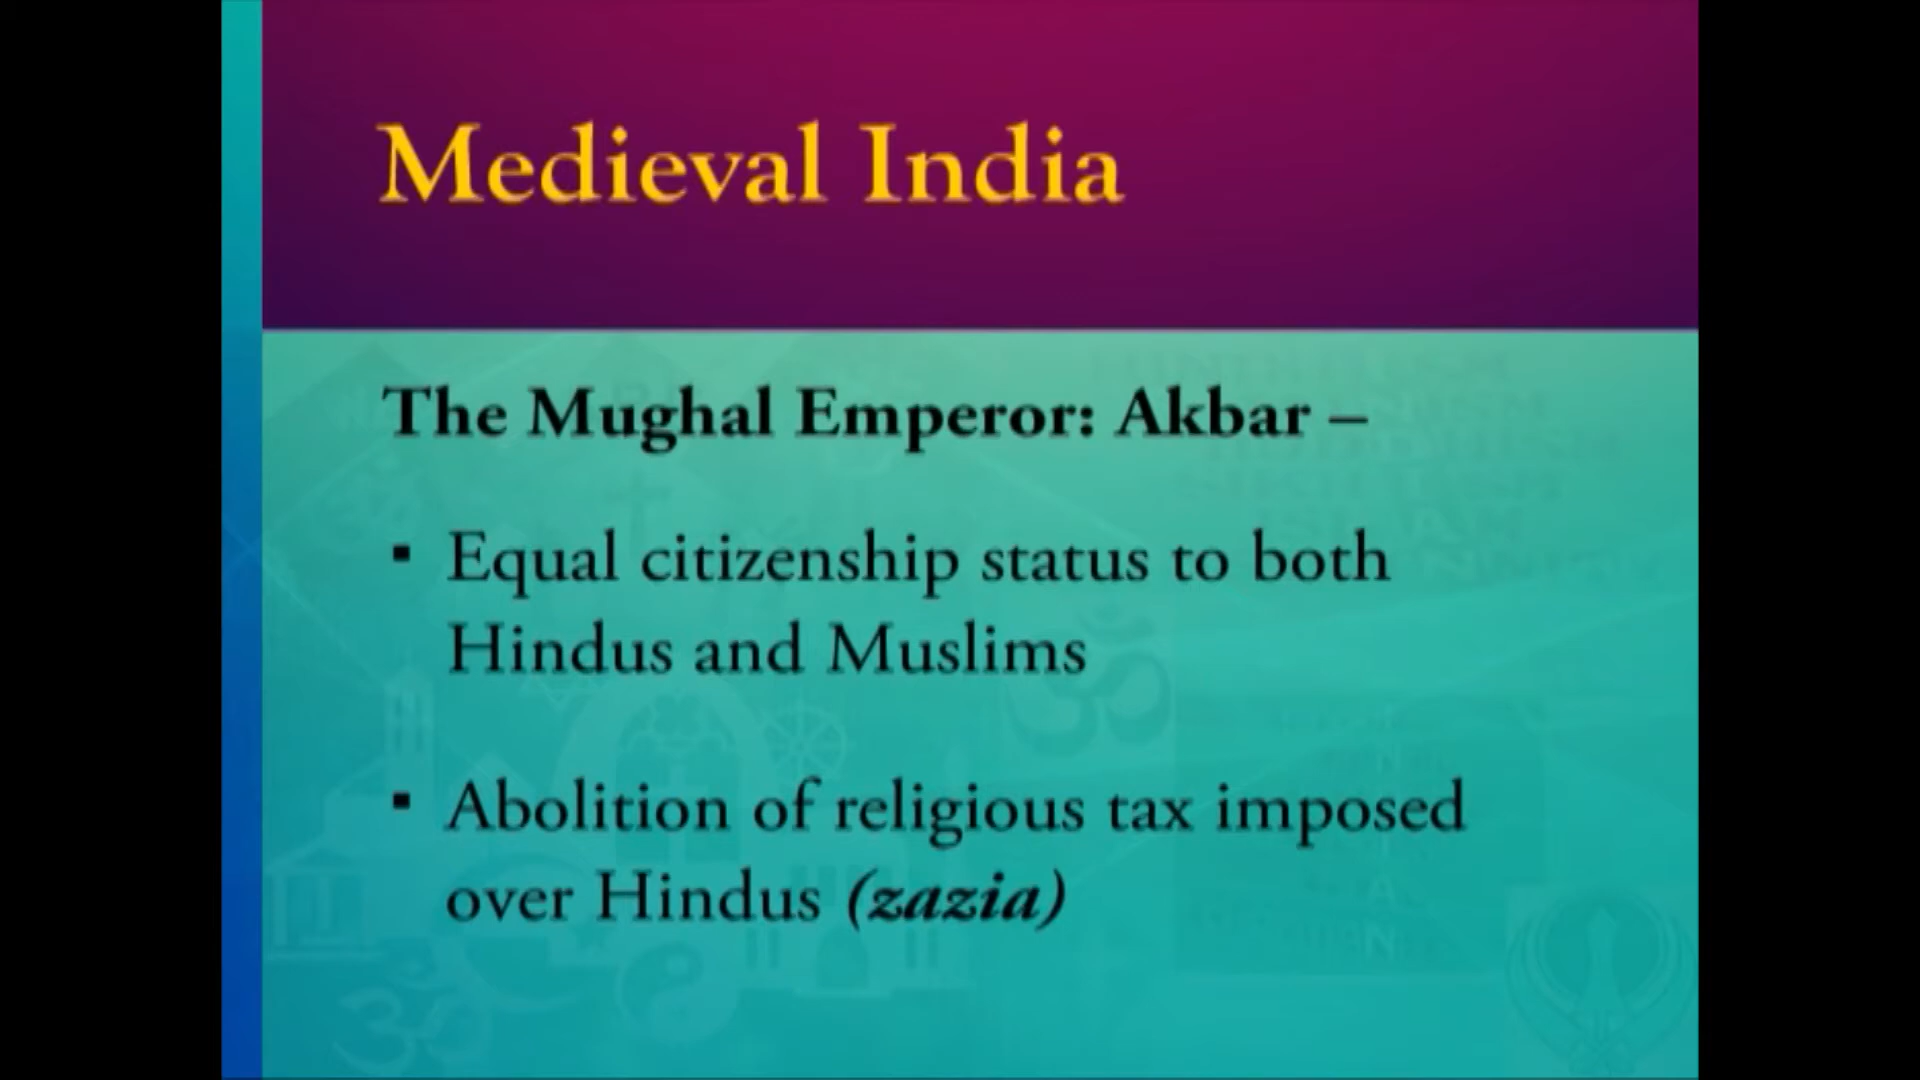 Medieval India
The Mughal Emperor: Akbar –
▪ Equal citizenship status to both
Hindus and Muslims
▪ Abolition of religious tax imposed
over Hindus (zazia)